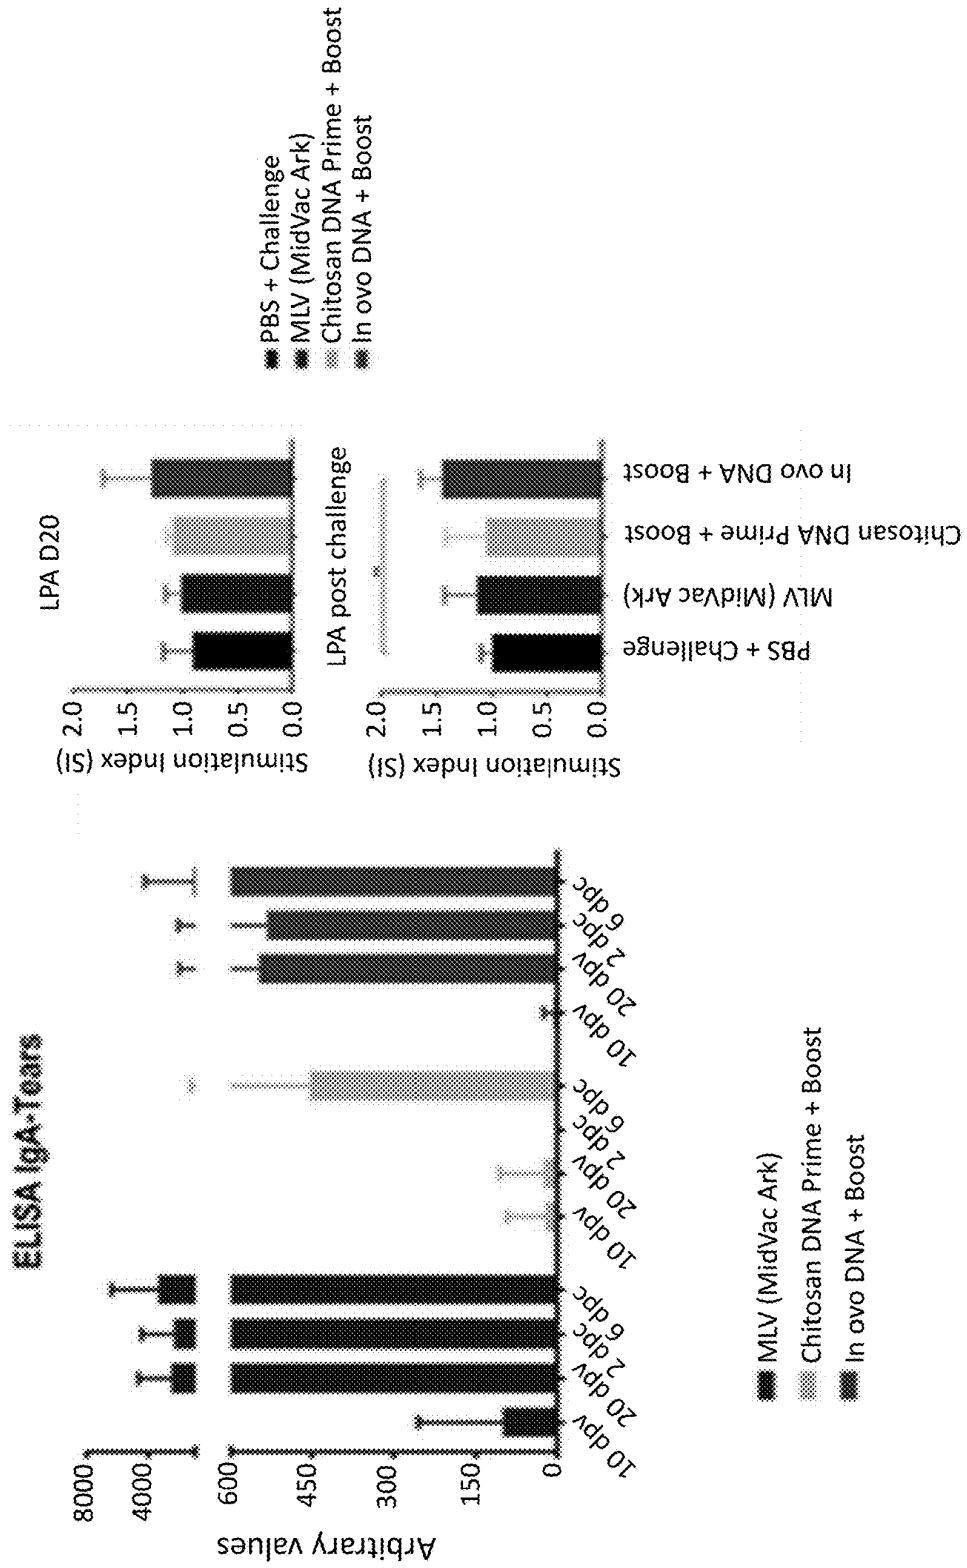 ELISA IgA-Tears
Arbitrary values
8000
4000
600
450
300
150
0
10 dpv
20 dpv
2 dpc
6 dpc
10 dpv
20 dpv
2 dpc
6 dpc
10 dpv
20 dpv
2 dpc
6 dpc
MLV (MidVac Ark)
Chitosan DNA Prime + Boost
In ovo DNA + Boost
LPA D20
Stimulation Index (SI)
2.0
1.5
1.0
0.5
0.0
LPA post challenge
*
Stimulation Index (SI)
2.0
1.5
1.0
0.5
0.0
PBS + Challenge
MLV (MidVac Ark)
Chitosan DNA Prime + Boost
In ovo DNA + Boost
PBS + Challenge
MLV (MidVac Ark)
Chitosan DNA Prime + Boost
In ovo DNA + Boost